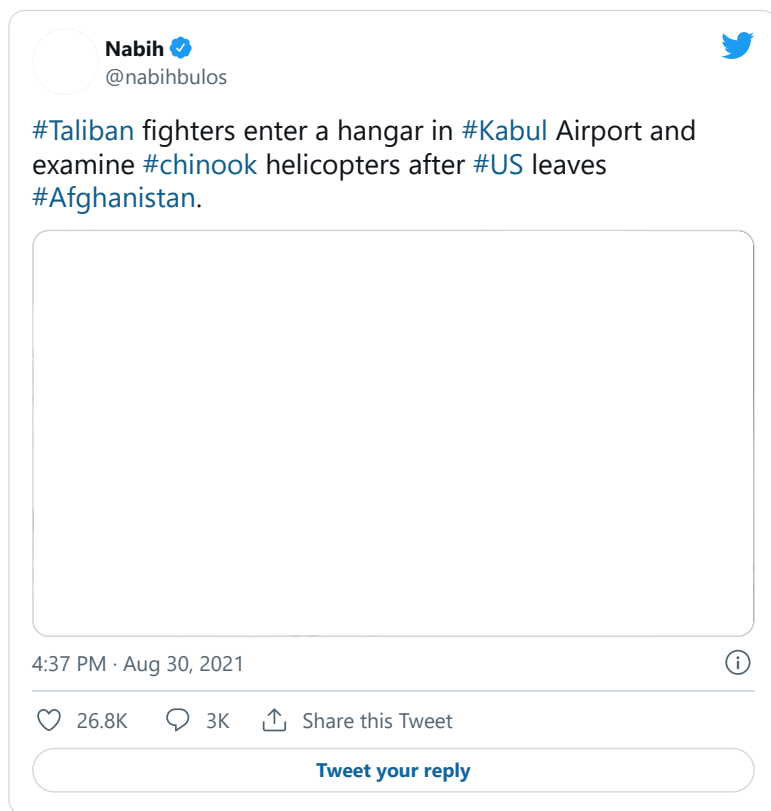 Nabih
@nabihbulos
#Taliban fighters enter a hangar in #Kabul Airport and
examine #chinook helicopters after #US leaves
#Afghanistan.
4:37 PM · Aug 30, 2021
26.8K 3K Share this Tweet
Tweet your reply